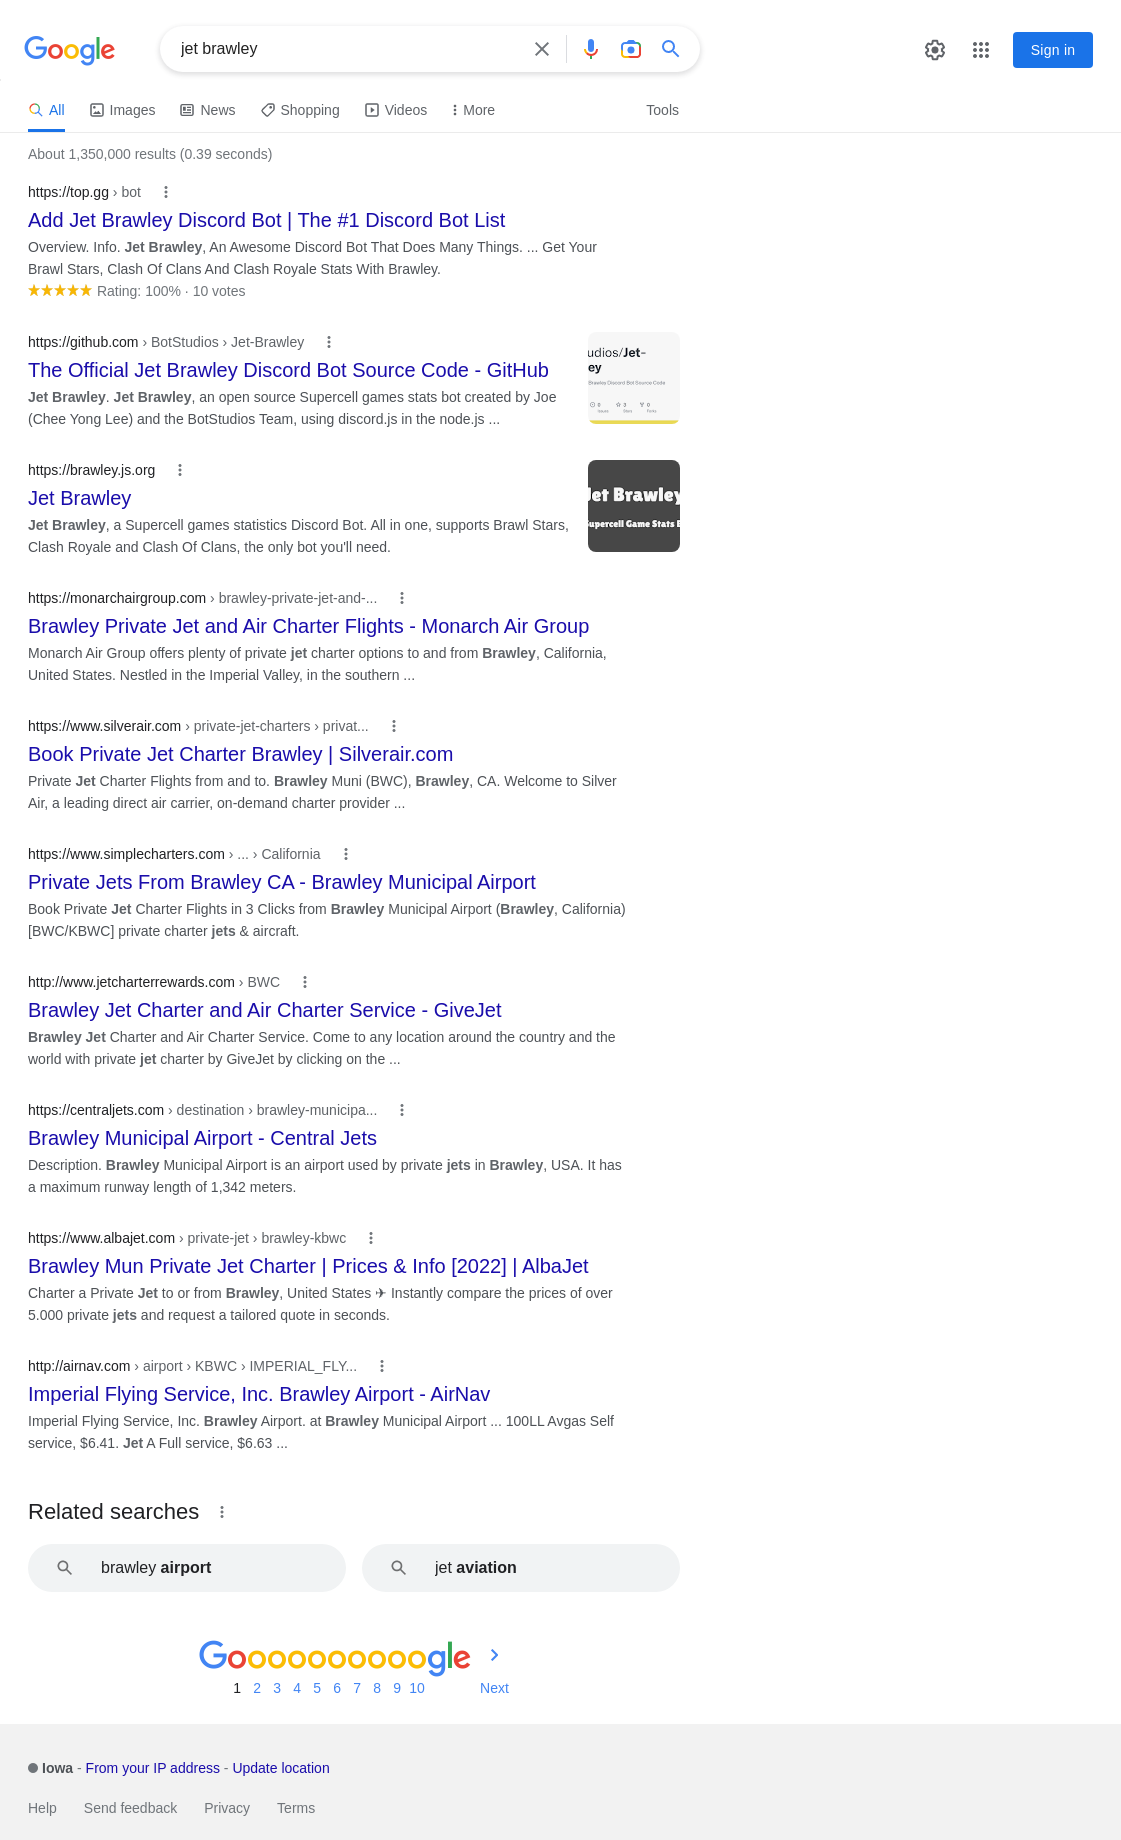 Google
jet brawley
Sign in
All
Images
News
Shopping
Videos
More
Tools
About 1,350,000 results (0.39 seconds)
https://top.gg › bot
Add Jet Brawley Discord Bot | The #1 Discord Bot List
Overview. Info. Jet Brawley, An Awesome Discord Bot That Does Many Things. ... Get Your
Brawl Stars, Clash Of Clans And Clash Royale Stats With Brawley.
Rating: 100% · 10 votes
https://github.com › BotStudios › Jet-Brawley
The Official Jet Brawley Discord Bot Source Code - GitHub
Jet Brawley. Jet Brawley, an open source Supercell games stats bot created by Joe
(Chee Yong Lee) and the BotStudios Team, using discord.js in the node.js ...
udios/Jet-
ey
Brawley Discord Bot Source Code
https://brawley.js.org
Jet Brawley
Jet Brawley, a Supercell games statistics Discord Bot. All in one, supports Brawl Stars,
Clash Royale and Clash Of Clans, the only bot you'll need.
Jet Brawley
Supercell Game Stats B
https://monarchairgroup.com › brawley-private-jet-and-...
Brawley Private Jet and Air Charter Flights - Monarch Air Group
Monarch Air Group offers plenty of private jet charter options to and from Brawley, California,
United States. Nestled in the Imperial Valley, in the southern ...
https://www.silverair.com › private-jet-charters › privat...
Book Private Jet Charter Brawley | Silverair.com
Private Jet Charter Flights from and to. Brawley Muni (BWC), Brawley, CA. Welcome to Silver
Air, a leading direct air carrier, on-demand charter provider ...
https://www.simplecharters.com › ... › California
Private Jets From Brawley CA - Brawley Municipal Airport
Book Private Jet Charter Flights in 3 Clicks from Brawley Municipal Airport (Brawley, California)
[BWC/KBWC] private charter jets & aircraft.
http://www.jetcharterrewards.com › BWC
Brawley Jet Charter and Air Charter Service - GiveJet
Brawley Jet Charter and Air Charter Service. Come to any location around the country and the
world with private jet charter by GiveJet by clicking on the ...
https://centraljets.com › destination › brawley-municipa...
Brawley Municipal Airport - Central Jets
Description. Brawley Municipal Airport is an airport used by private jets in Brawley, USA. It has
a maximum runway length of 1,342 meters.
https://www.albajet.com › private-jet › brawley-kbwc
Brawley Mun Private Jet Charter | Prices & Info [2022] | AlbaJet
Charter a Private Jet to or from Brawley, United States ✈ Instantly compare the prices of over
5.000 private jets and request a tailored quote in seconds.
http://airnav.com › airport › KBWC › IMPERIAL_FLY...
Imperial Flying Service, Inc. Brawley Airport - AirNav
Imperial Flying Service, Inc. Brawley Airport. at Brawley Municipal Airport ... 100LL Avgas Self
service, $6.41. Jet A Full service, $6.63 ...
Related searches
brawley airport
jet aviation
Goooooooooogle
1 2 3 4 5 6 7 8 9 10 Next
Iowa - From your IP address - Update location
Help Send feedback Privacy Terms